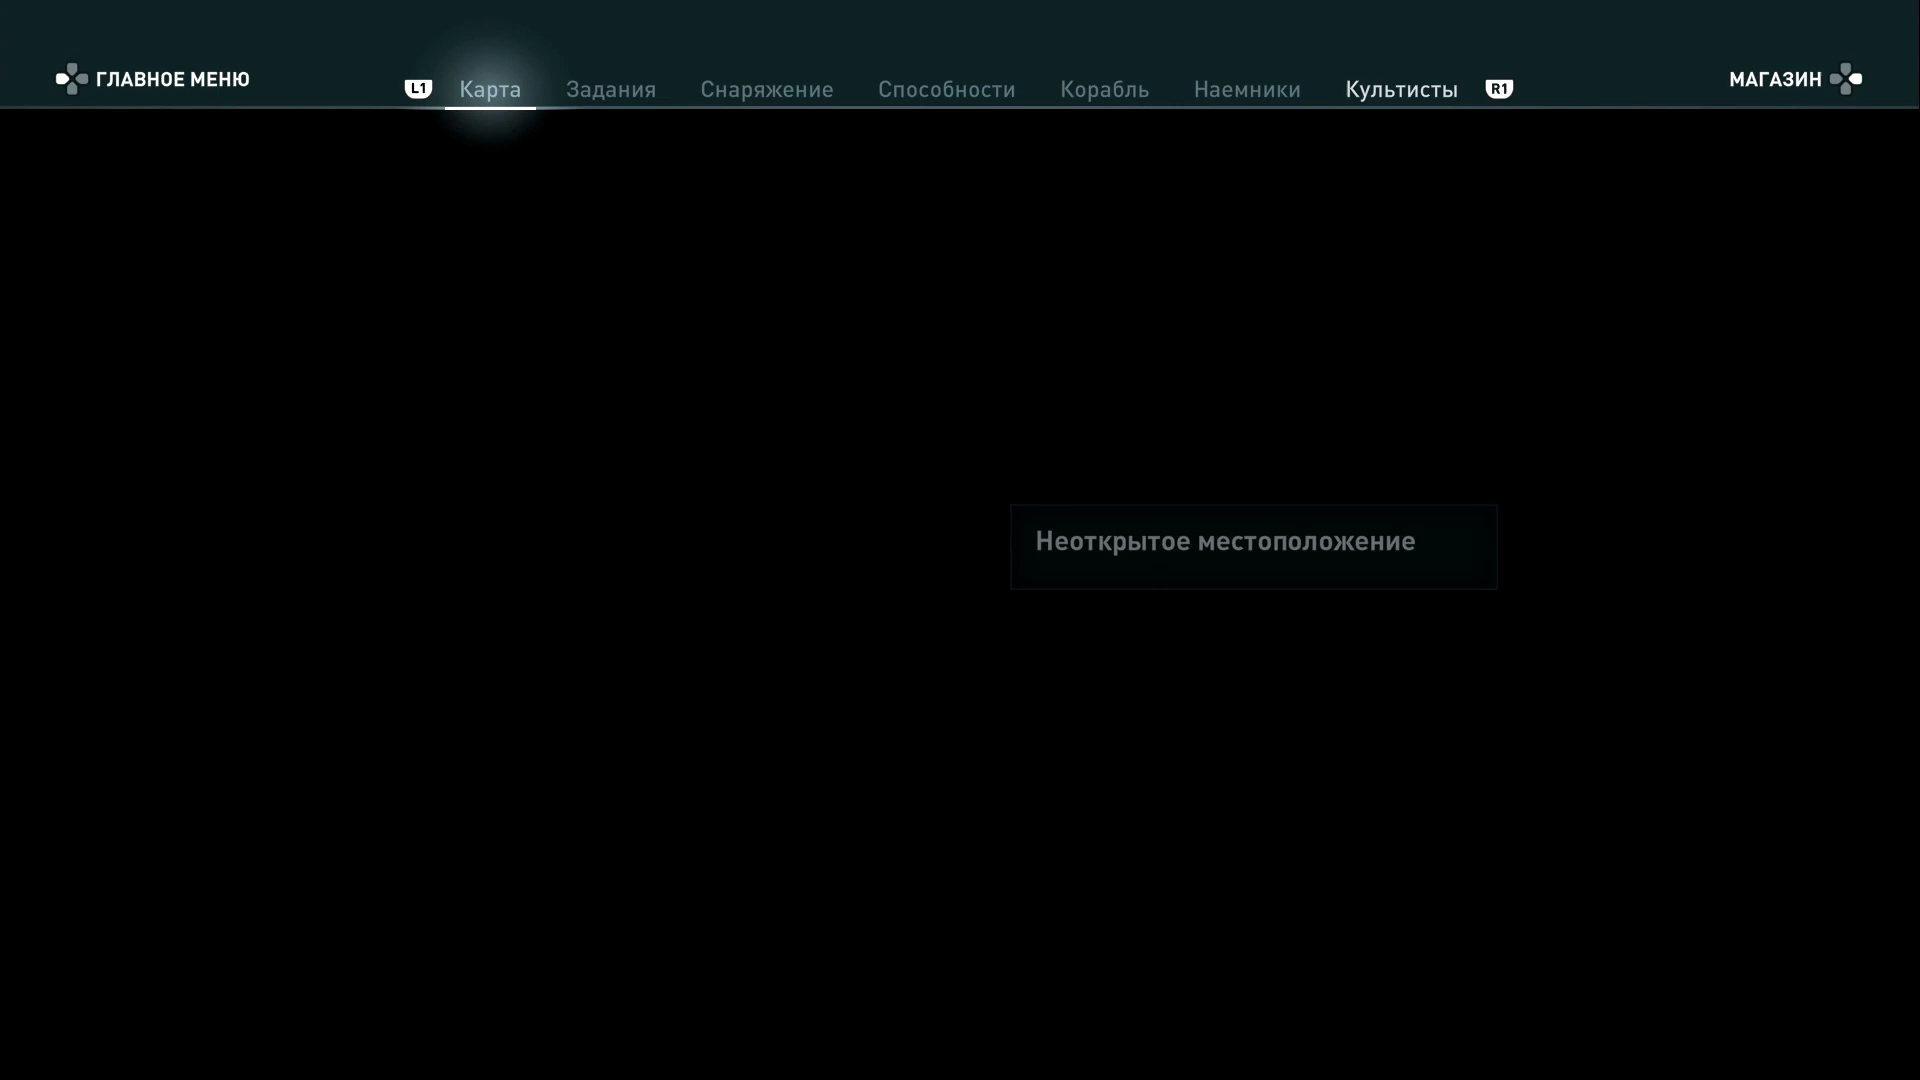 ГЛАВНОЕ МЕНЮ
L1 Карта Задания Снаряжение Способности Корабль Наемники Культисты R1
МАГАЗИН
Неоткрытое местоположение